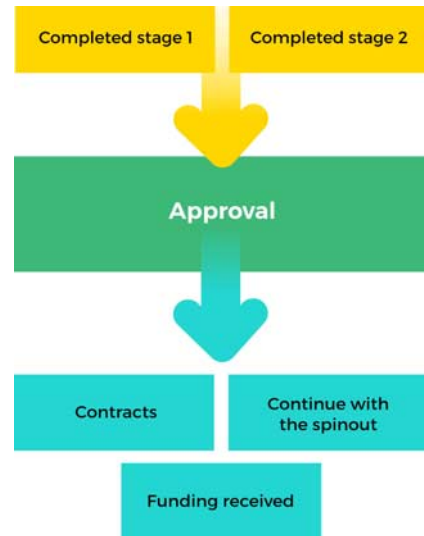 Completed stage 1
Completed stage 2
Approval
Contracts
Continue with
the spinout
Funding received